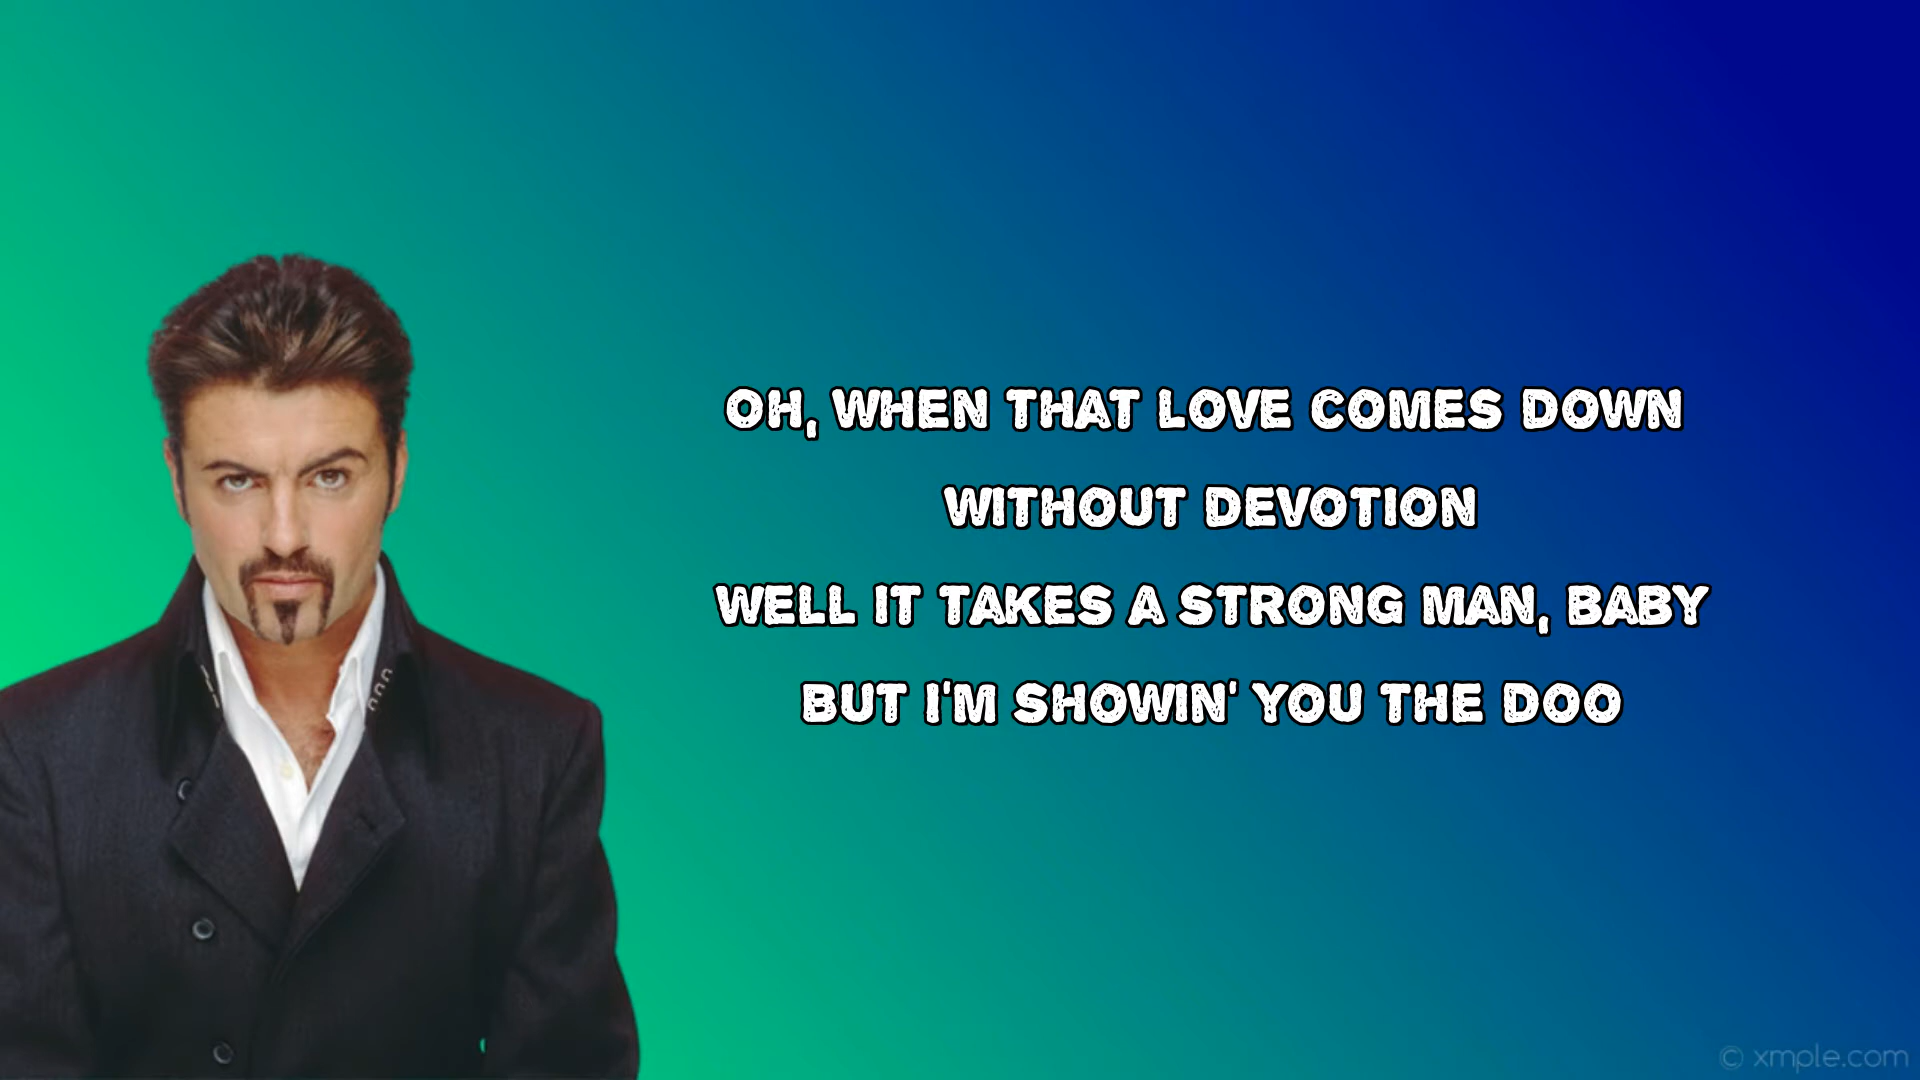 OH, WHEN THAT LOVE COMES DOWN
WITHOUT DEVOTION
WELL IT TAKES A STRONG MAN, BABY
BUT I'M SHOWIN' YOU THE DOO
© xmple.com